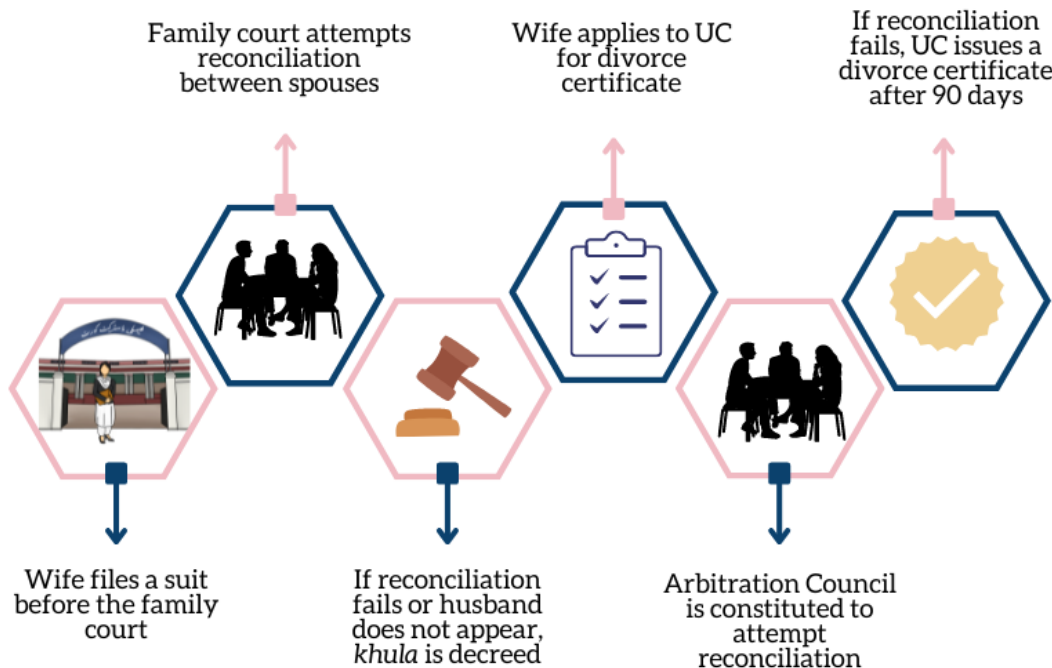 Wife files a suit
before the family
court
Family court attempts
reconciliation
between spouses
If reconciliation
fails or husband
does not appear,
khula is decreed
Wife applies to UC
for divorce
certificate
Arbitration Council
is constituted to
attempt
reconciliation
If reconciliation
fails, UC issues a
divorce certificate
after 90 days